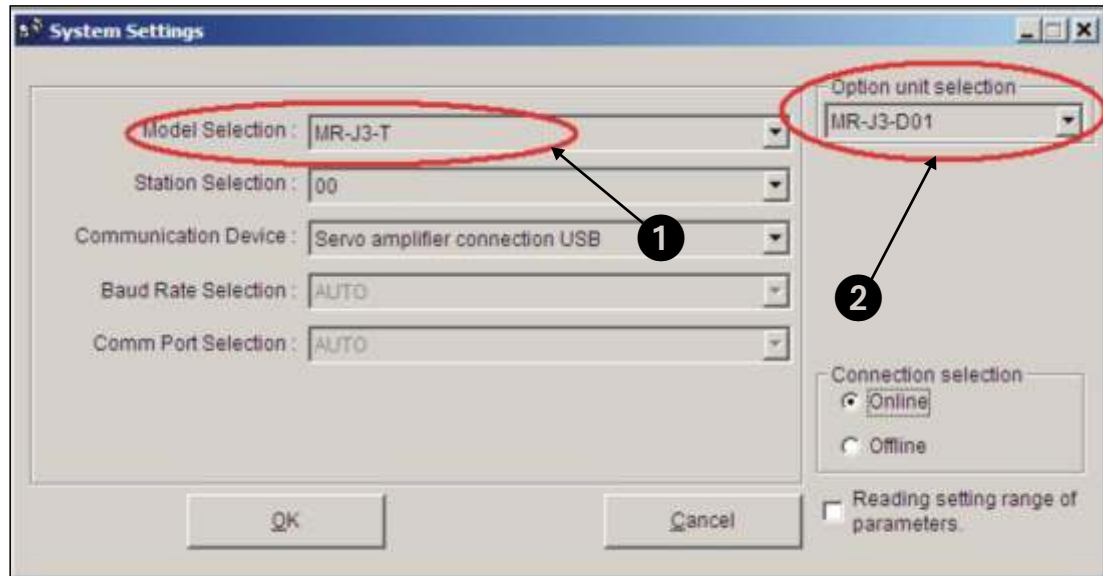 System Settings
Option unit selection
Model Selection : MR-J3-T
MR-J3-D01
Station Selection : 00
Communication Device : Servo amplifier connection USB
1
Baud Rate Selection : AUTO
2
Comm Port Selection : AUTO
Connection selection
Online
Offline
OK
Cancel
Reading setting range of
parameters.